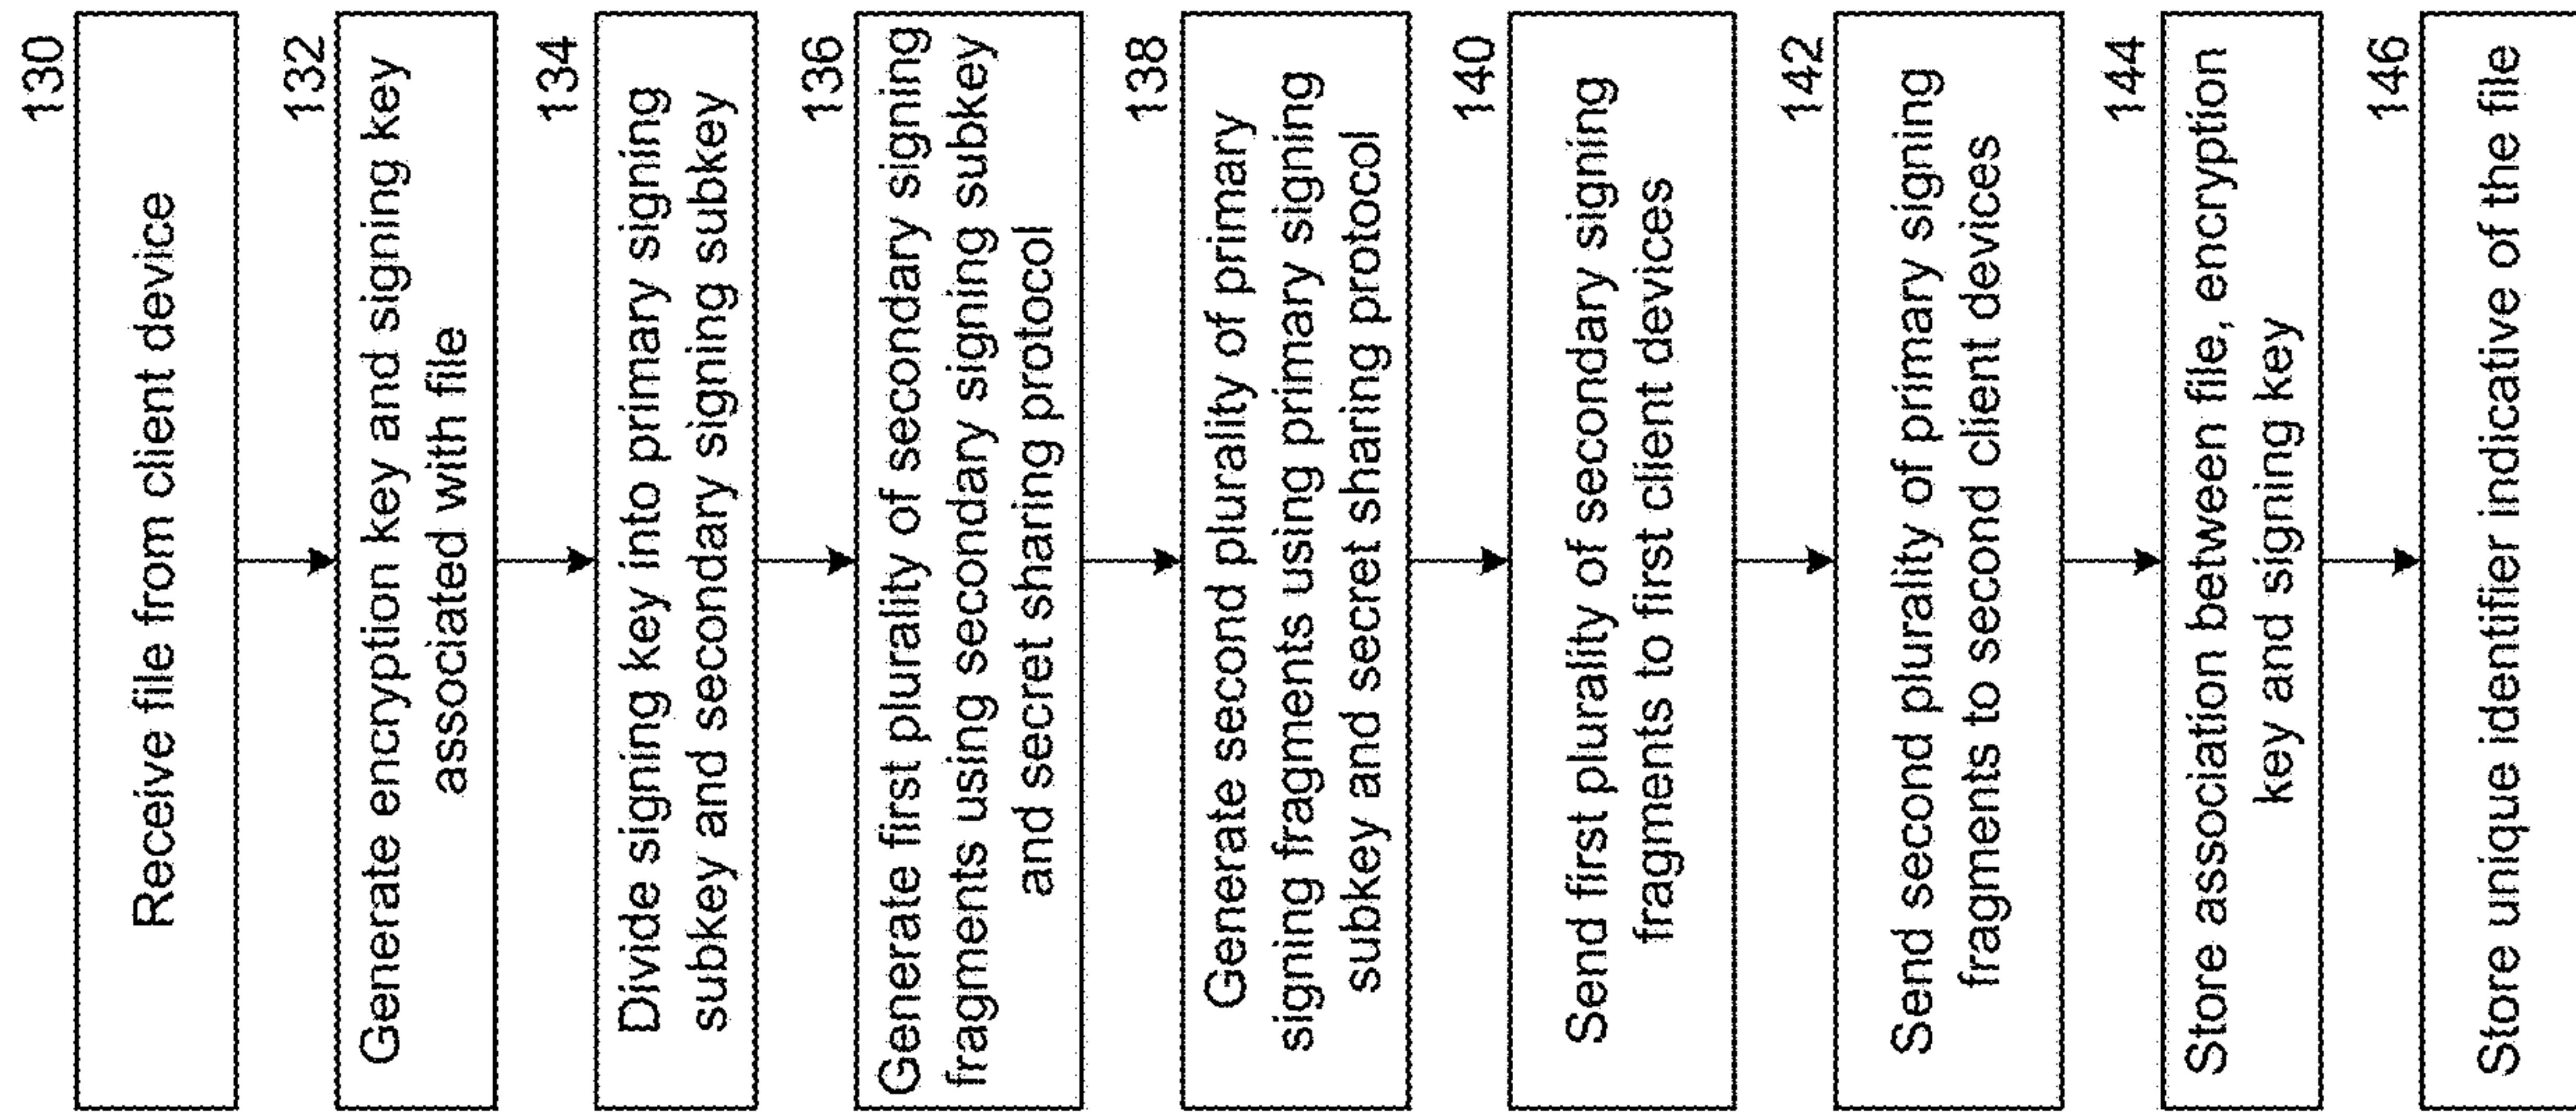 130
Receive file from client device
132
Generate encryption key and signing key
associated with file
134
Divide signing key into primary signing
subkey and secondary signing subkey
136
Generate first plurality of secondary signing
fragments using secondary signing subkey
and secret sharing protocol
138
Generate second plurality of primary
signing fragments using primary signing
subkey and secret sharing protocol
140
Send first plurality of secondary signing
fragments to first client devices
142
Send second plurality of primary signing
fragments to second client devices
144
Store association between file, encryption
key and signing key
146
Store unique identifier indicative of the file